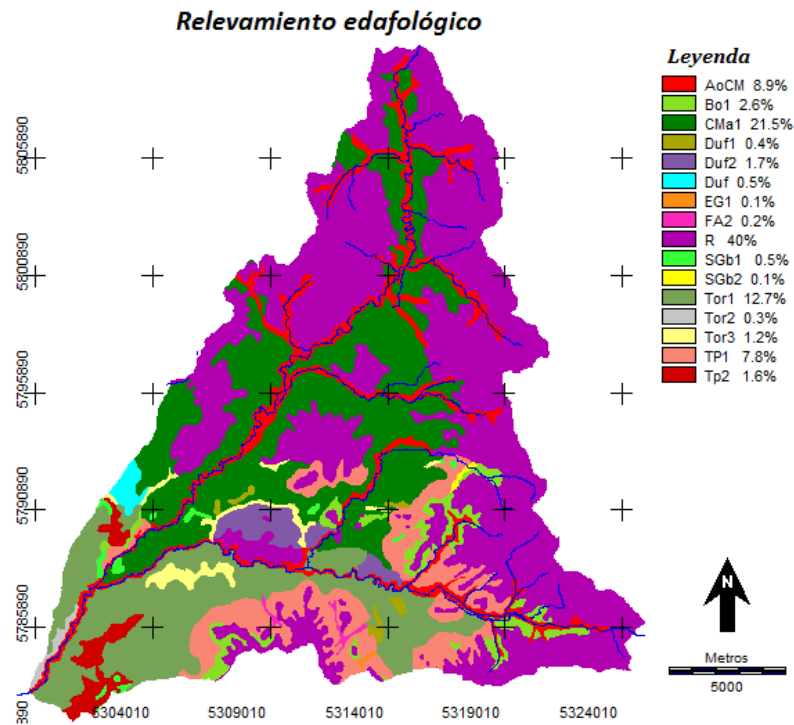 Relevamiento edafológico
Leyenda
AoCM 8.9%
Bo1 2.6%
CMa1 21.5%
Duf1 0.4%
Duf2 1.7%
Duf 0.5%
EG1 0.1%
FA2 0.2%
R 40%
SGb1 0.5%
SGb2 0.1%
Tor1 12.7%
Tor2 0.3%
Tor3 1.2%
TP1 7.8%
Tp2 1.6%
5805890
5800890
5795890
5790890
5785890
390
N
Metros
5000
5304010 5309010 5314010 5319010 5324010